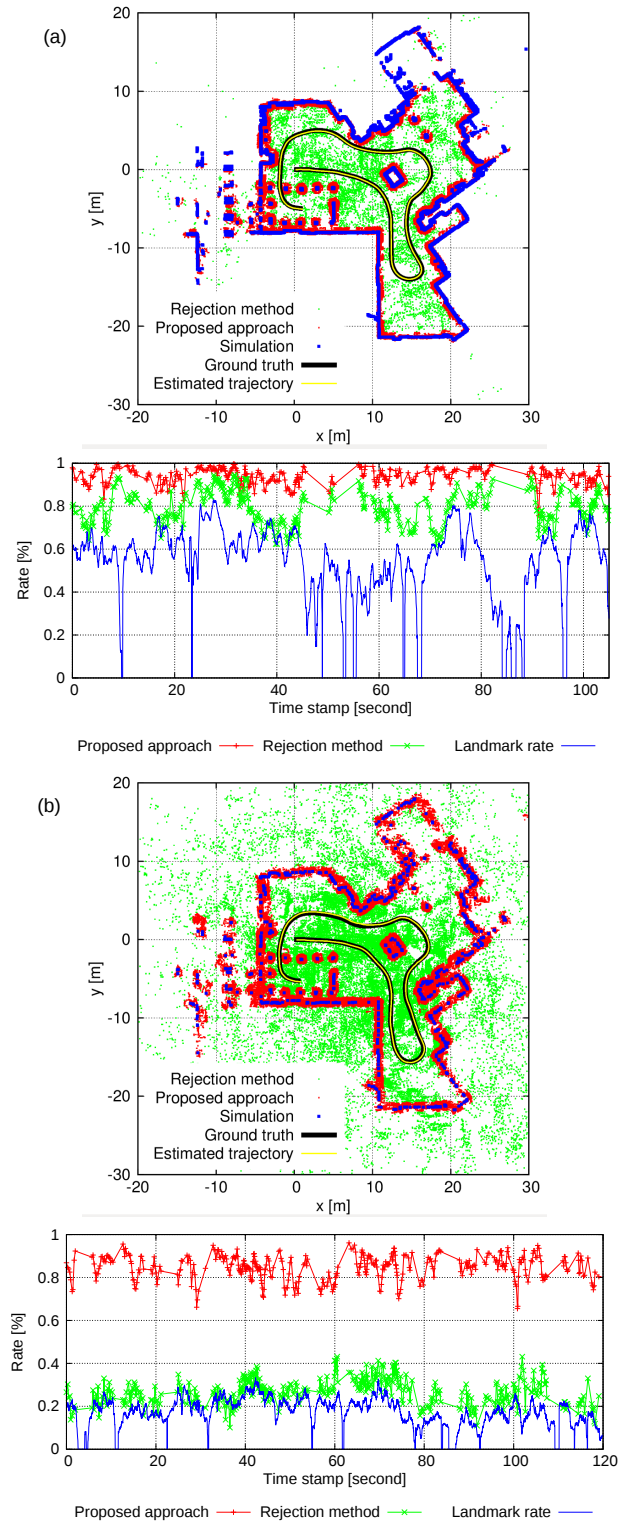 (a)
20
10
0
-10
-20
-30
y [m]
Rejection method
Proposed approach
Simulation
Ground truth
Estimated trajectory
-20 -10 0 10 20 30
x [m]
1
0.8
0.6
0.4
0.2
0
Rate [%]
0 20 40 60 80 100
Time stamp [second]
Proposed approach Rejection method Landmark rate
(b)
20
10
0
-10
-20
-30
y [m]
Rejection method
Proposed approach
Simulation
Ground truth
Estimated trajectory
-20 -10 0 10 20 30
x [m]
1
0.8
0.6
0.4
0.2
0
Rate [%]
0 20 40 60 80 100 120
Time stamp [second]
Proposed approach Rejection method Landmark rate